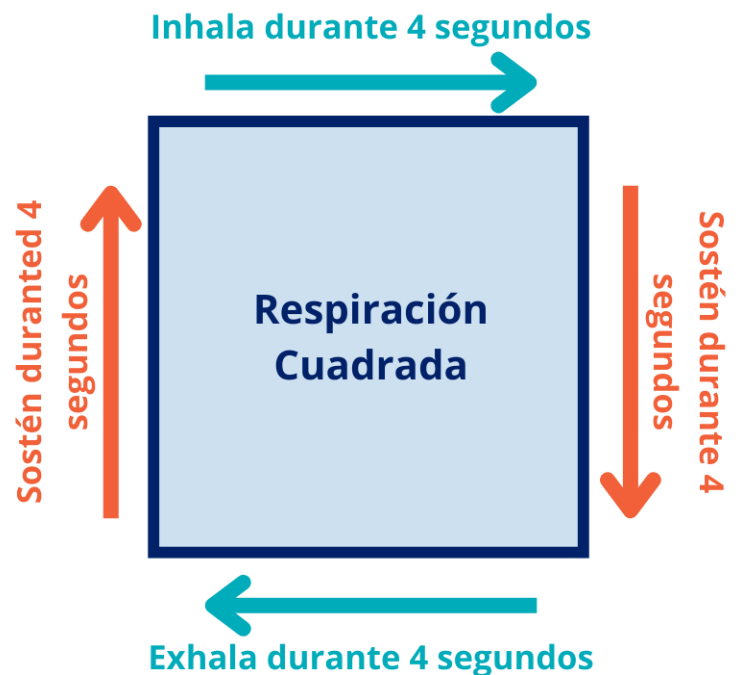 Inhala durante 4 segundos
Sostén durante 4
segundos
Respiración
Cuadrada
Exhala durante 4 segundos
Sostén duranted 4
segundos